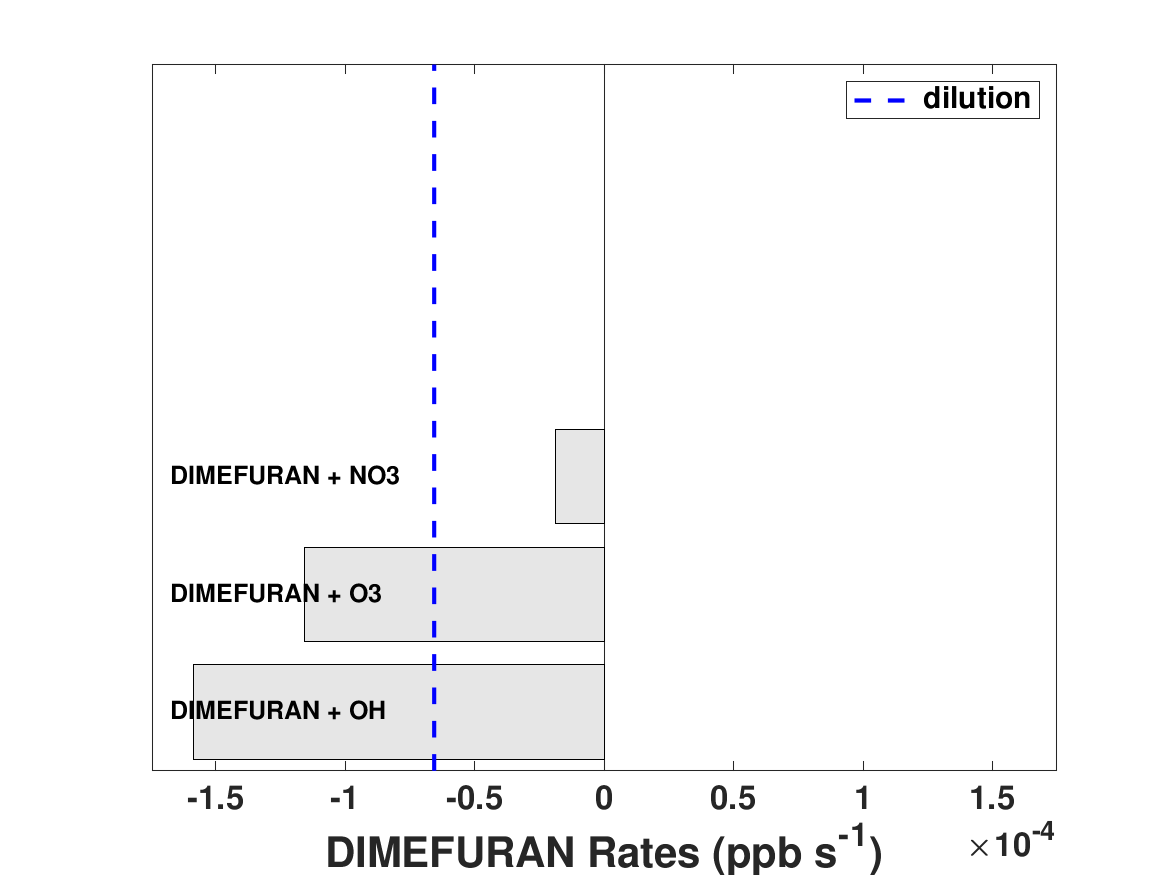 dilution
DIMEFURAN + NO3
DIMEFURAN + O3
DIMEFURAN + OH
-1.5 -1 -0.5 0 0.5 1 1.5
×10⁻⁴
DIMEFURAN Rates (ppb s⁻¹)